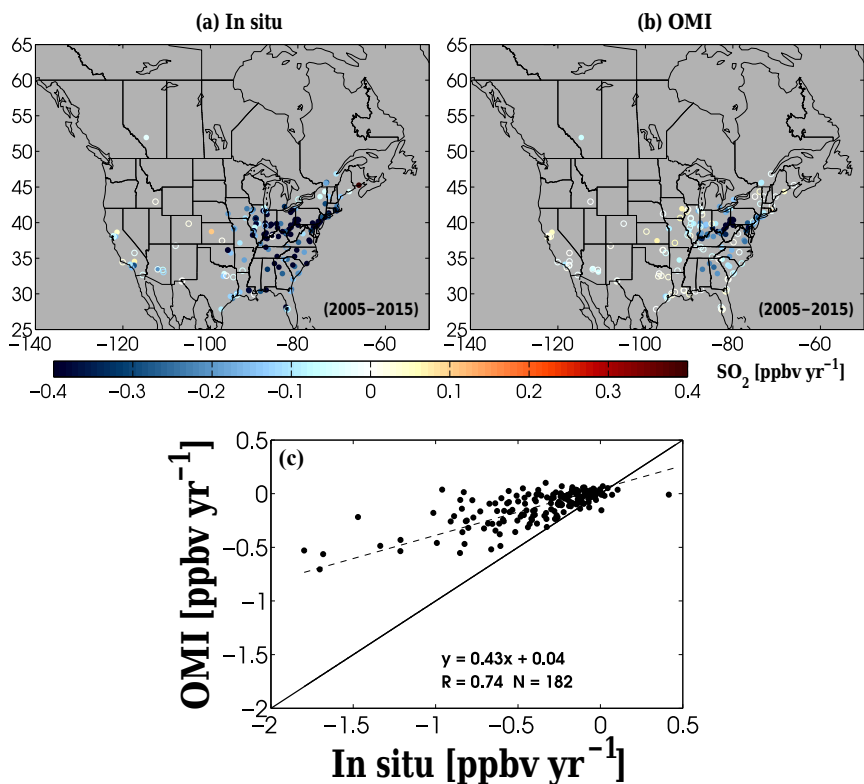 (a) In situ
(b) OMI
65
60
55
50
45
40
35
30
25
(2005−2015)
−140 −120 −100 −80 −60
65
60
55
50
45
40
35
30
25
(2005−2015)
−140 −120 −100 −80 −60
−0.4 −0.3 −0.2 −0.1 0 0.1 0.2 0.3 0.4
SO₂ [ppbv yr⁻¹]
(c)
OMI [ppbv yr⁻¹]
0.5
0
−0.5
−1
−1.5
−2
y = 0.43x + 0.04
R = 0.74 N = 182
−2 −1.5 −1 −0.5 0 0.5
In situ [ppbv yr⁻¹]